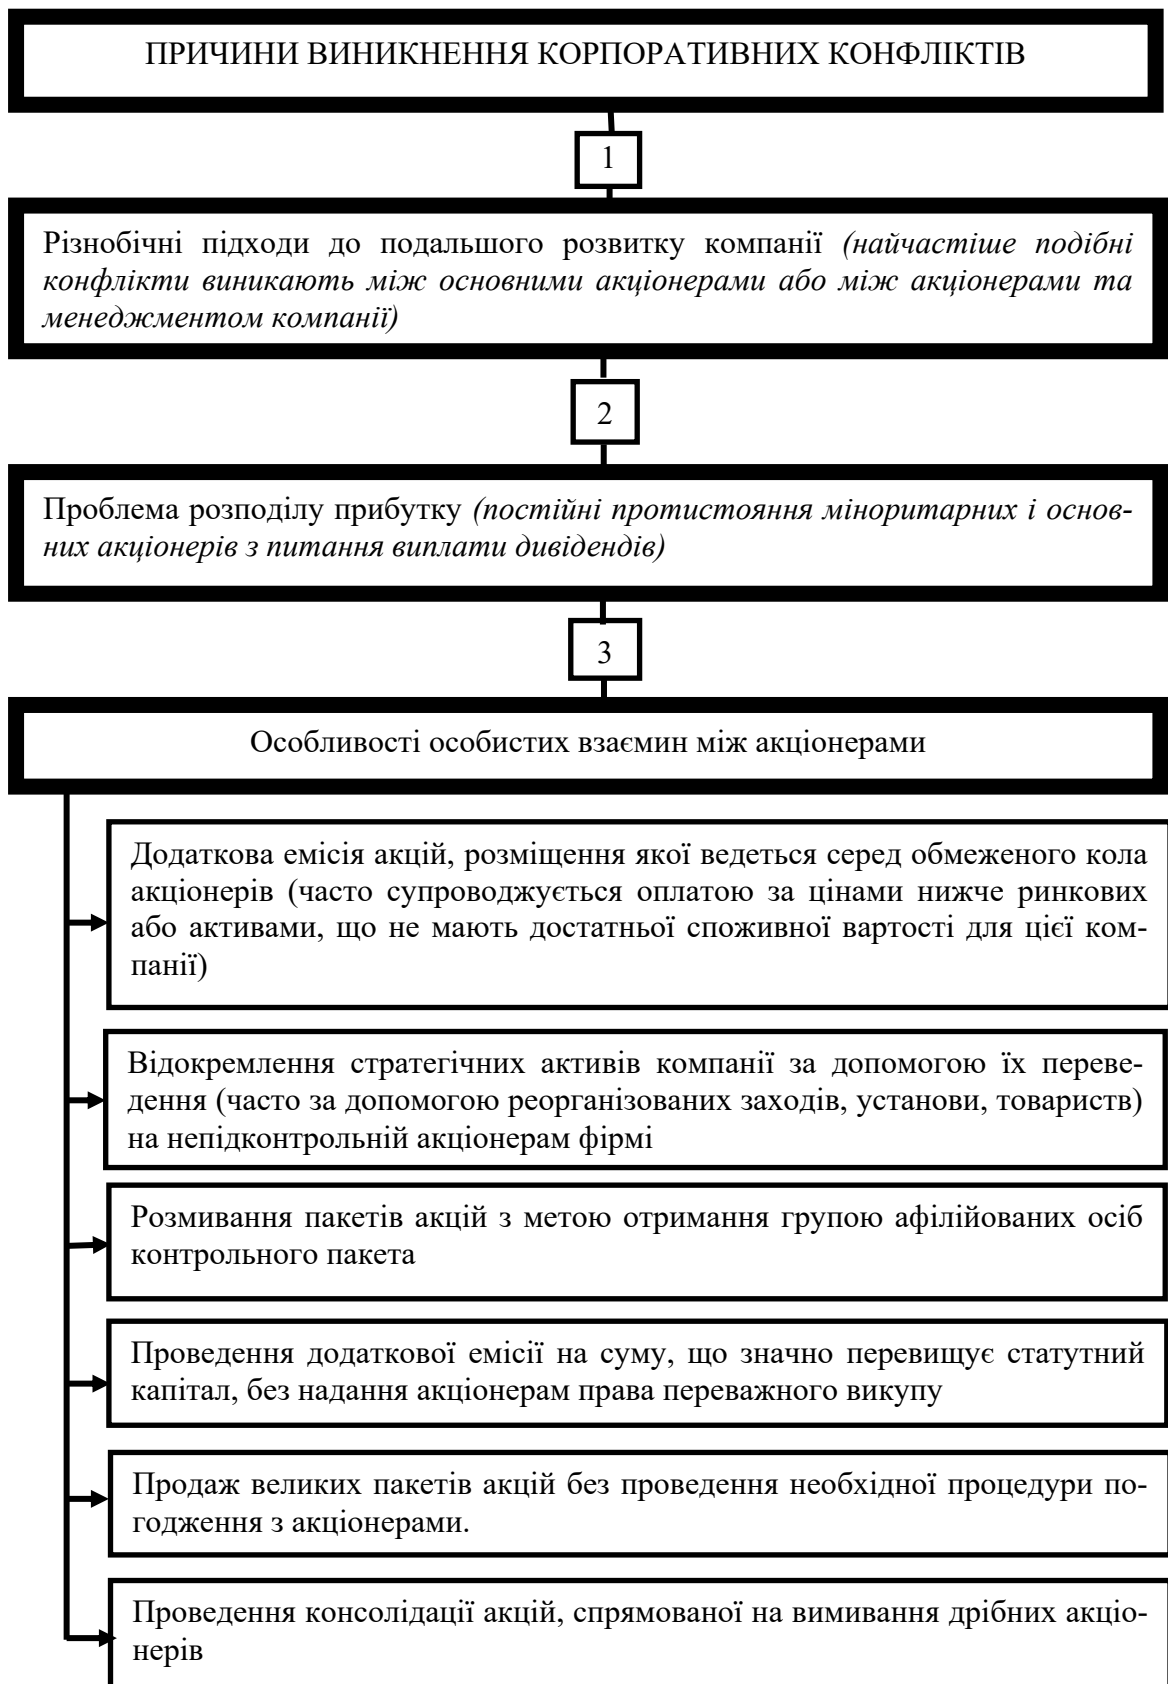 ПРИЧИНИ ВИНИКНЕННЯ КОРПОРАТИВНИХ КОНФЛІКТІВ
1
Різнобічні підходи до подальшого розвитку компанії (найчастіше подібні
конфлікти виникають між основними акціонерами або між акціонерами та
менеджментом компанії)
2
Проблема розподілу прибутку (постійні протистояння міноритарних і основ-
них акціонерів з питання виплати дивідендів)
3
Особливості особистих взаємин між акціонерами
Додаткова емісія акцій, розміщення якої ведеться серед обмеженого кола
акціонерів (часто супроводжується оплатою за цінами нижче ринкових
або активами, що не мають достатньої споживної вартості для цієї ком-
панії)
Відокремлення стратегічних активів компанії за допомогою їх переве-
дення (часто за допомогою реорганізованих заходів, установи, товариств)
на непідконтрольній акціонерам фірмі
Розмивання пакетів акцій з метою отримання групою афілійованих осіб
контрольного пакета
Проведення додаткової емісії на суму, що значно перевищує статутний
капітал, без надання акціонерам права переважного викупу
Продаж великих пакетів акцій без проведення необхідної процедури по-
годження з акціонерами.
Проведення консолідації акцій, спрямованої на вимивання дрібних акціо-
нерів